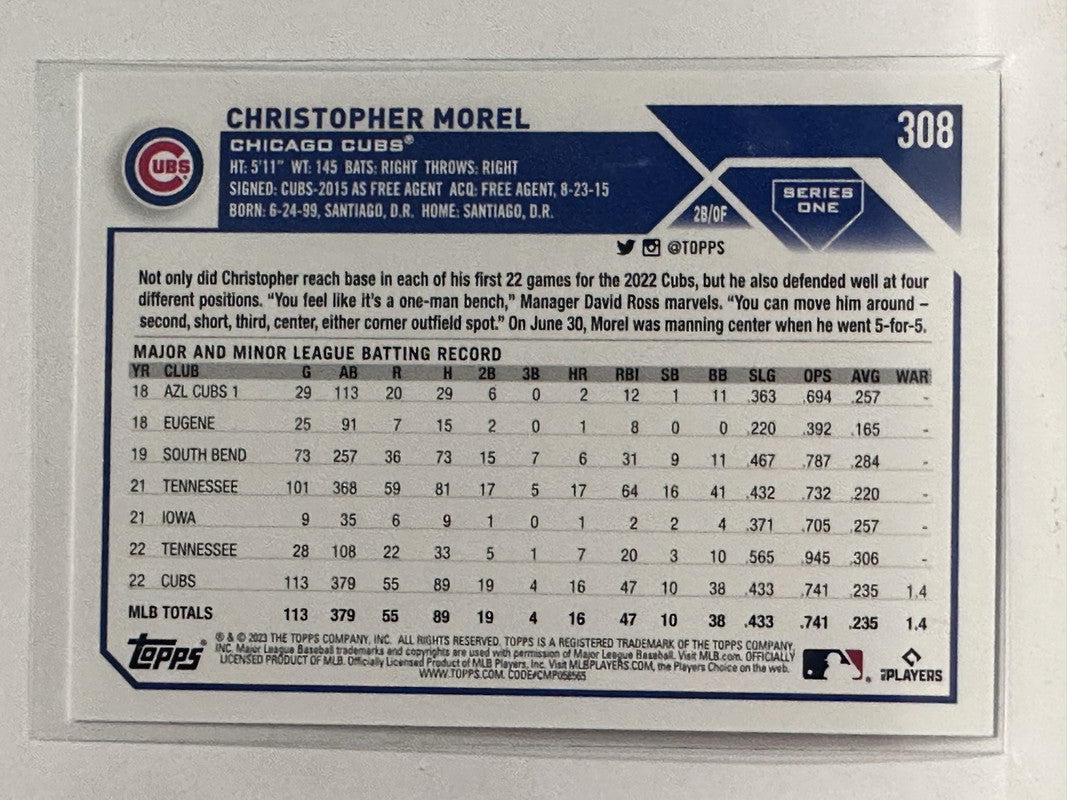 CHRISTOPHER MOREL
308
CHICAGO CUBS®
CUBS
HT: 5'11" WT: 145 BATS: RIGHT THROWS: RIGHT
SIGNED: CUBS-2015 AS FREE AGENT ACQ: FREE AGENT, 8-23-15
BORN: 6-24-99, SANTIAGO, D.R. HOME: SANTIAGO, D.R.
2B/OF
SERIES
ONE
@TOPPS
Not only did Christopher reach base in each of his first 22 games for the 2022 Cubs, but he also defended well at four
different positions. “You feel like it's a one-man bench,” Manager David Ross marvels. “You can move him around –
second, short, third, center, either corner outfield spot.” On June 30, Morel was manning center when he went 5-for-5.
MAJOR AND MINOR LEAGUE BATTING RECORD
YR CLUB G AB R H 2B 3B HR RBI SB BB SLG OPS AVG WAR
18 AZL CUBS 1 29 113 20 29 6 0 2 12 1 11 .363 .694 .257 -
18 EUGENE 25 91 7 15 2 0 1 8 0 0 .220 .392 .165 -
19 SOUTH BEND 73 257 36 73 15 7 6 31 9 11 .467 .787 .284 -
21 TENNESSEE 101 368 59 81 17 5 17 64 16 41 .432 .732 .220 -
21 IOWA 9 35 6 9 1 0 1 2 2 4 .371 .705 .257 -
22 TENNESSEE 28 108 22 33 5 1 7 20 3 10 .565 .945 .306 -
22 CUBS 113 379 55 89 19 4 16 47 10 38 .433 .741 .235 1.4
MLB TOTALS 113 379 55 89 19 4 16 47 10 38 .433 .741 .235 1.4
Topps®
® & © 2023 THE TOPPS COMPANY, INC. ALL RIGHTS RESERVED. TOPPS IS A REGISTERED TRADEMARK OF THE TOPPS COMPANY,
INC. Major League Baseball trademarks and copyrights are used with permission of Major League Baseball. Visit MLB.com. OFFICIALLY
LICENSED PRODUCT OF MLB. Officially Licensed Product of MLB Players, Inc. Visit MLBPLAYERS.COM, the Players Choice on the web.
WWW.TOPPS.COM. CODE#CMP058565
MLBPLAYERS